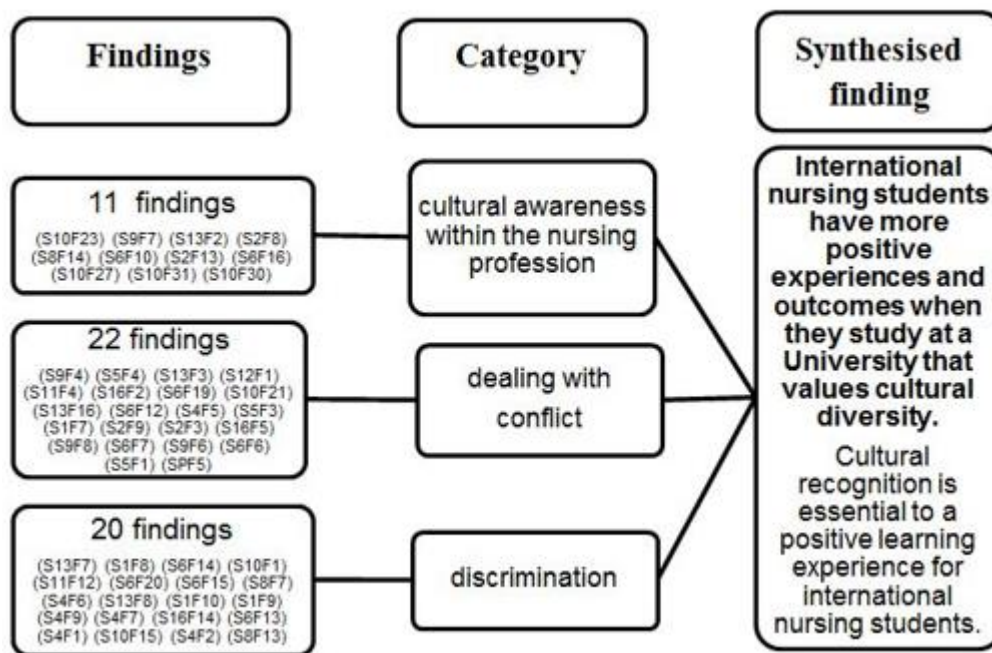 Findings
Category
Synthesised
finding
11 findings
(S10F23) (S9F7) (S13F2) (S2F8)
(S8F14) (S6F10) (S2F13) (S6F16)
(S10F27) (S10F31) (S10F30)
cultural awareness
within the nursing
profession
22 findings
(S9F4) (S5F4) (S13F3) (S12F1)
(S11F4) (S16F2) (S6F19) (S10F21)
(S13F16) (S6F12) (S4F5) (S5F3)
(S1F7) (S2F9) (S2F3) (S16F5)
(S9F8) (S6F7) (S9F6) (S6F6)
(S5F1) (SPF5)
dealing with
conflict
20 findings
(S13F7) (S1F8) (S6F14) (S10F1)
(S11F12) (S6F20) (S6F15) (S8F7)
(S4F6) (S13F8) (S1F10) (S1F9)
(S4F9) (S4F7) (S16F14) (S6F13)
(S4F1) (S10F15) (S4F2) (S8F13)
discrimination
International
nursing students
have more
positive
experiences and
outcomes when
they study at a
University that
values cultural
diversity.
Cultural
recognition is
essential to a
positive learning
experience for
international
nursing students.